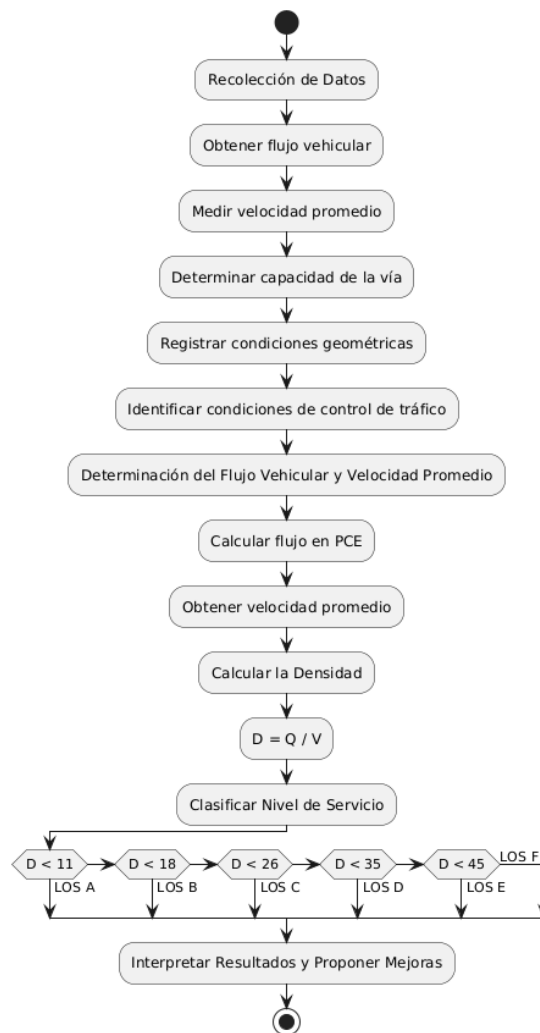 Recolección de Datos
Obtener flujo vehicular
Medir velocidad promedio
Determinar capacidad de la vía
Registrar condiciones geométricas
Identificar condiciones de control de tráfico
Determinación del Flujo Vehicular y Velocidad Promedio
Calcular flujo en PCE
Obtener velocidad promedio
Calcular la Densidad
D = Q / V
Clasificar Nivel de Servicio
D < 11 D < 18 D < 26 D < 35 D < 45 LOS F
LOS A LOS B LOS C LOS D LOS E
Interpretar Resultados y Proponer Mejoras